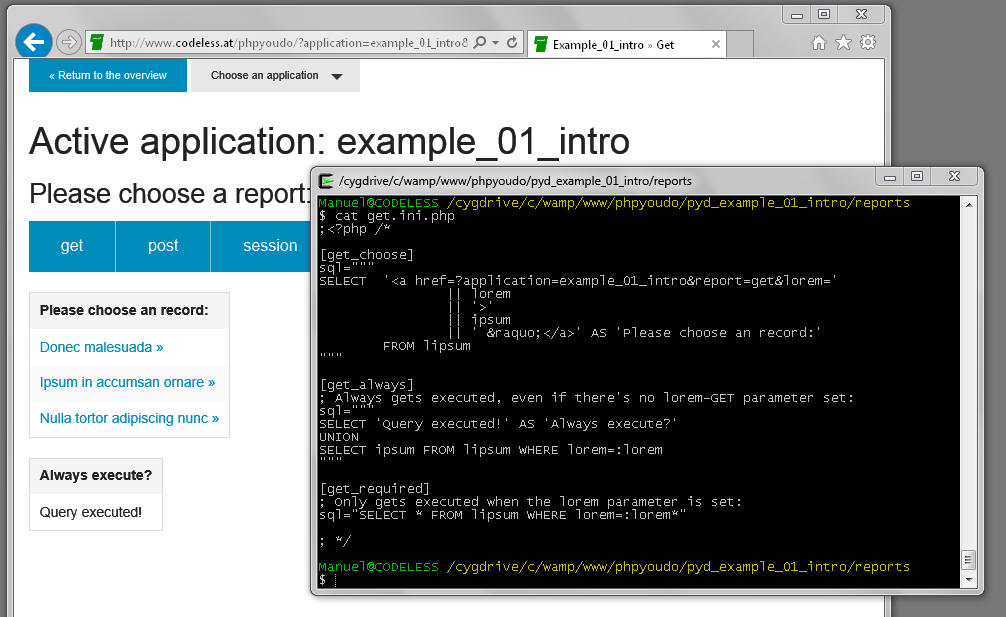 http://www.codeless.at/phpyoudo/?application=example_01_intro&
Example_01_intro » Get
« Return to the overview
Choose an application
Active application: example_01_intro
Please choose a report:
get
post
session
Please choose an record:
Donec malesuada »
Ipsum in accumsan ornare »
Nulla tortor adipiscing nunc »
Always execute?
Query executed!
/cygdrive/c/wamp/www/phpyoudo/pyd_example_01_intro/reports
Manuel@CODELESS /cygdrive/c/wamp/www/phpyoudo/pyd_example_01_intro/reports
$ cat get.ini.php
;<?php /*
[get_choose]
sql="""
SELECT  '<a href=?application=example_01_intro&report=get&lorem='
|| lorem
|| '>'
|| ipsum
|| ' &raquo;</a>' AS 'Please choose an record:'
FROM lipsum
"""
[get_always]
; Always gets executed, even if there's no lorem-GET parameter set:
sql="""
SELECT 'Query executed!' AS 'Always execute?'
UNION
SELECT ipsum FROM lipsum WHERE lorem=:lorem
"""
[get_required]
; Only gets executed when the lorem parameter is set:
sql="SELECT * FROM lipsum WHERE lorem=:lorem*"
; */
Manuel@CODELESS /cygdrive/c/wamp/www/phpyoudo/pyd_example_01_intro/reports
$